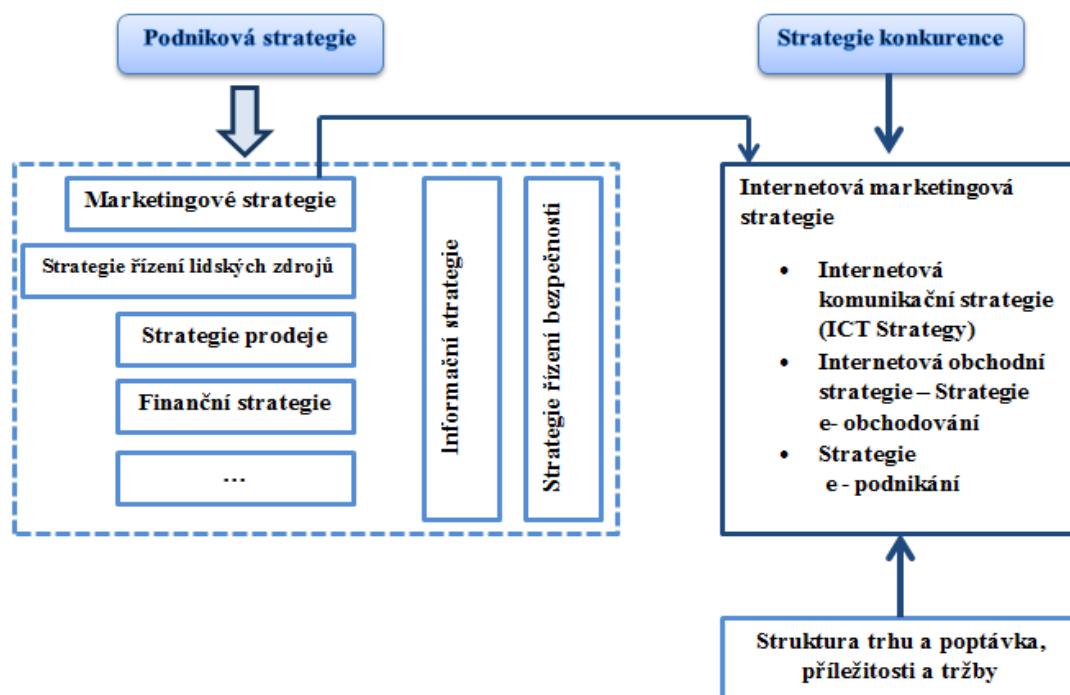 Podniková strategie
Strategie konkurence
Marketingové strategie
Strategie řízení lidských zdrojů
Strategie prodeje
Finanční strategie
...
Informační strategie
Strategie řízení bezpečnosti
Internetová marketingová
strategie
• Internetová
komunikační strategie
(ICT Strategy)
• Internetová obchodní
strategie – Strategie
e- obchodování
• Strategie
e - podnikání
Struktura trhu a poptávka,
příležitosti a tržby